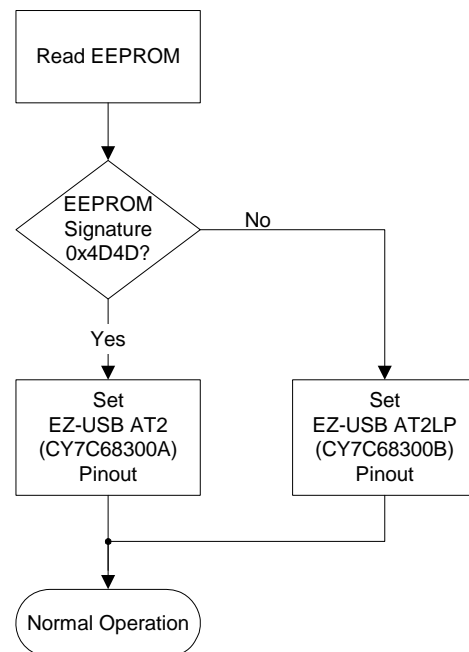 Read EEPROM
EEPROM
Signature
0x4D4D?
No
Yes
Set
EZ-USB AT2
(CY7C68300A)
Pinout
Set
EZ-USB AT2LP
(CY7C68300B)
Pinout
Normal Operation